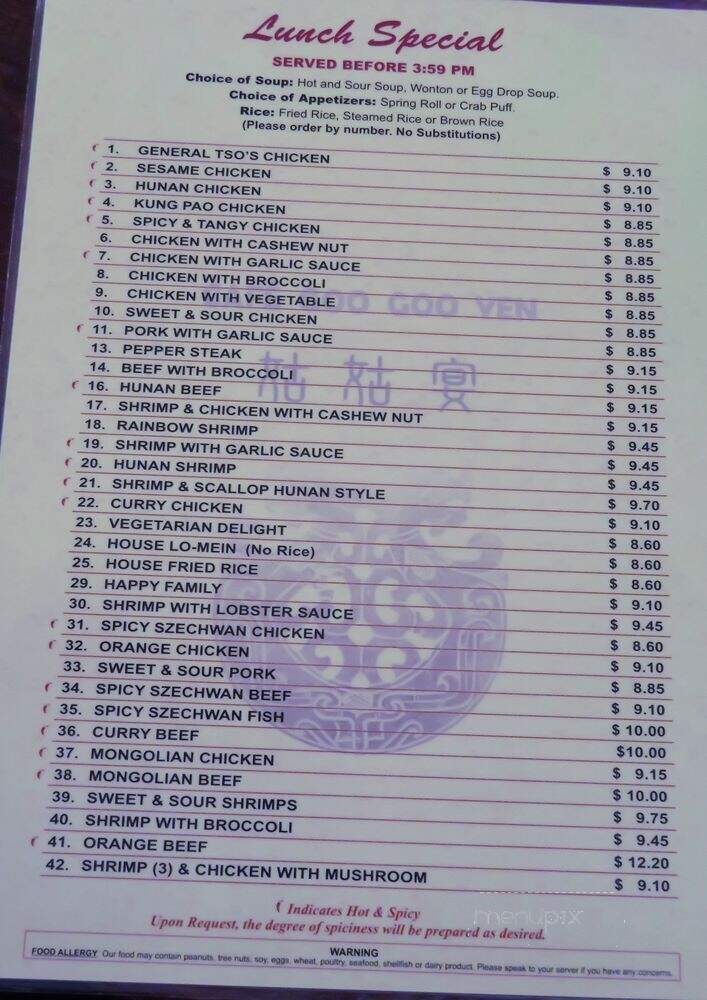 Lunch Special
SERVED BEFORE 3:59 PM
Choice of Soup: Hot and Sour Soup, Wonton or Egg Drop Soup.
Choice of Appetizers: Spring Roll or Crab Puff.
Rice: Fried Rice, Steamed Rice or Brown Rice
(Please order by number. No Substitutions)
1. GENERAL TSO'S CHICKEN $ 9.10
2. SESAME CHICKEN $ 9.10
3. HUNAN CHICKEN $ 9.10
4. KUNG PAO CHICKEN $ 8.85
5. SPICY & TANGY CHICKEN $ 8.85
6. CHICKEN WITH CASHEW NUT $ 8.85
7. CHICKEN WITH GARLIC SAUCE $ 8.85
8. CHICKEN WITH BROCCOLI $ 8.85
9. CHICKEN WITH VEGETABLE $ 8.85
10. SWEET & SOUR CHICKEN $ 8.85
11. PORK WITH GARLIC SAUCE $ 8.85
GOO YEN
13. PEPPER STEAK $ 9.15
14. BEEF WITH BROCCOLI $ 9.15
姑姑宴
16. HUNAN BEEF $ 9.15
17. SHRIMP & CHICKEN WITH CASHEW NUT $ 9.15
18. RAINBOW SHRIMP $ 9.45
19. SHRIMP WITH GARLIC SAUCE $ 9.45
20. HUNAN SHRIMP $ 9.45
21. SHRIMP & SCALLOP HUNAN STYLE $ 9.70
22. CURRY CHICKEN $ 9.10
23. VEGETARIAN DELIGHT $ 8.60
24. HOUSE LO-MEIN (No Rice) $ 8.60
25. HOUSE FRIED RICE $ 8.60
29. HAPPY FAMILY $ 9.10
30. SHRIMP WITH LOBSTER SAUCE $ 9.45
31. SPICY SZECHWAN CHICKEN $ 8.60
32. ORANGE CHICKEN $ 9.10
33. SWEET & SOUR PORK $ 8.85
34. SPICY SZECHWAN BEEF $ 9.10
35. SPICY SZECHWAN FISH $ 10.00
36. CURRY BEEF $10.00
37. MONGOLIAN CHICKEN $ 9.15
38. MONGOLIAN BEEF $ 10.00
39. SWEET & SOUR SHRIMPS $ 9.75
40. SHRIMP WITH BROCCOLI $ 9.45
41. ORANGE BEEF $ 12.20
42. SHRIMP (3) & CHICKEN WITH MUSHROOM $ 9.10
Indicates Hot & Spicy
menupix
Upon Request, the degree of spiciness will be prepared as desired.
WARNING
FOOD ALLERGY Our food may contain peanuts, tree nuts, soy, eggs, wheat, poultry, seafood, shellfish or dairy product. Please speak to your server if you have any concerns.